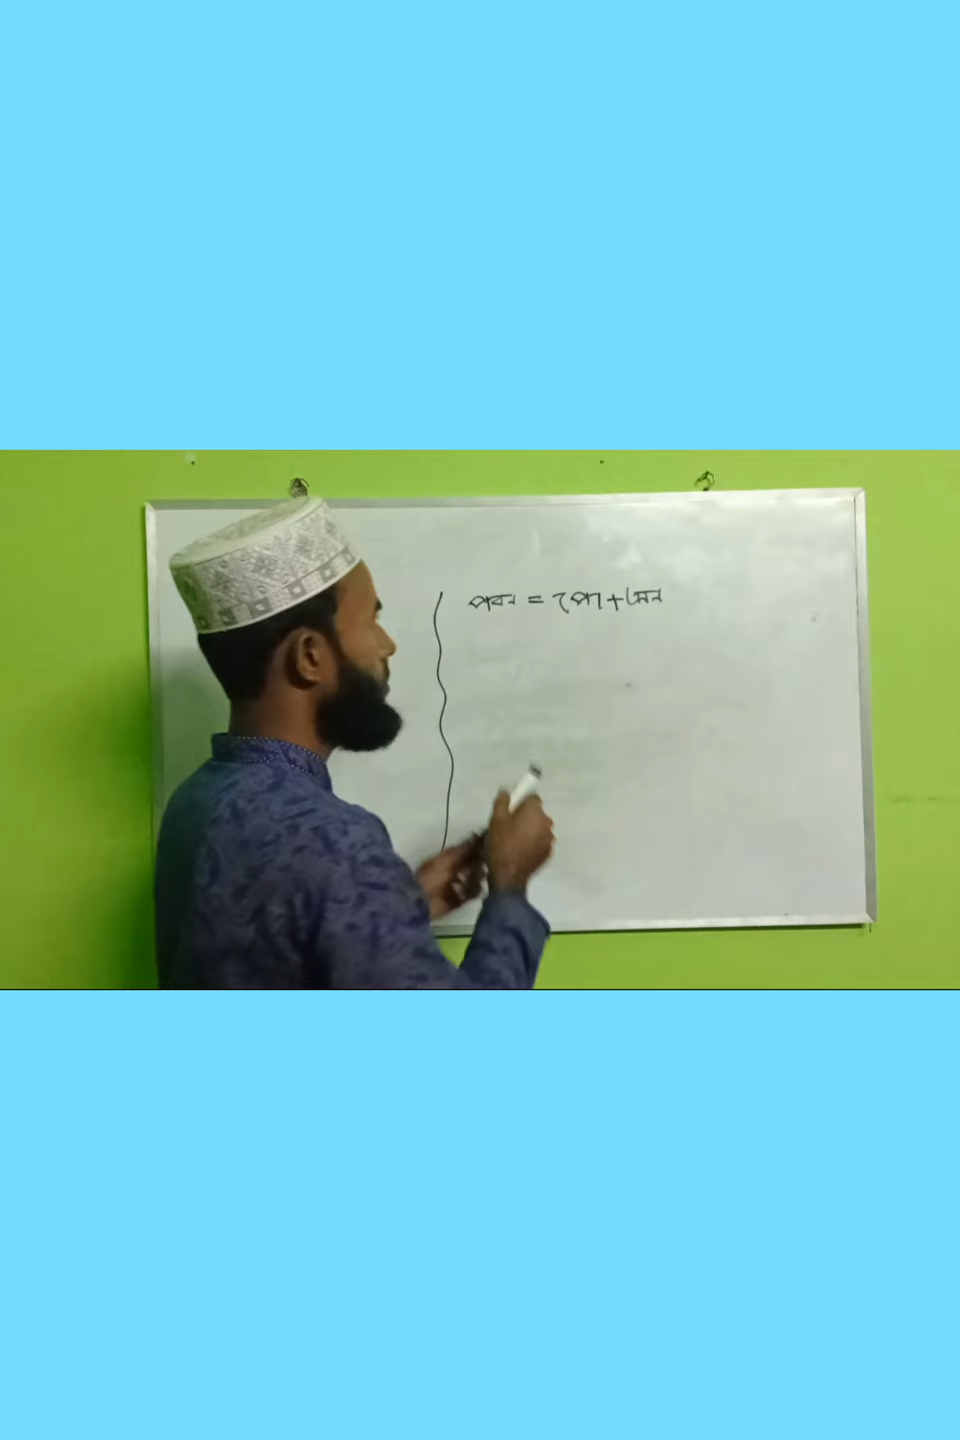 পবন = পো + অন